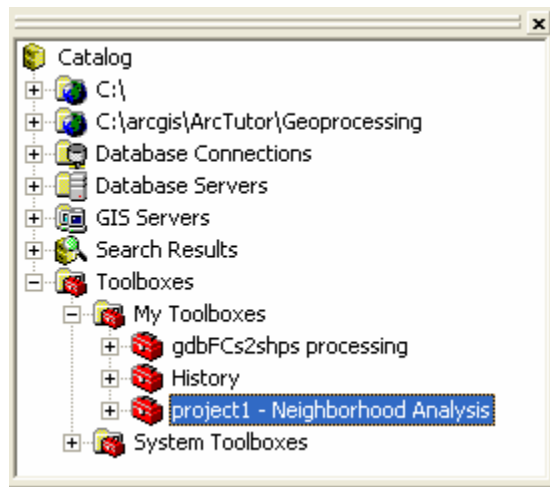 Catalog
C:\
C:\arcgis\ArcTutor\Geoprocessing
Database Connections
Database Servers
GIS Servers
Search Results
Toolboxes
My Toolboxes
gdbFCs2shps processing
History
project1 - Neighborhood Analysis
System Toolboxes